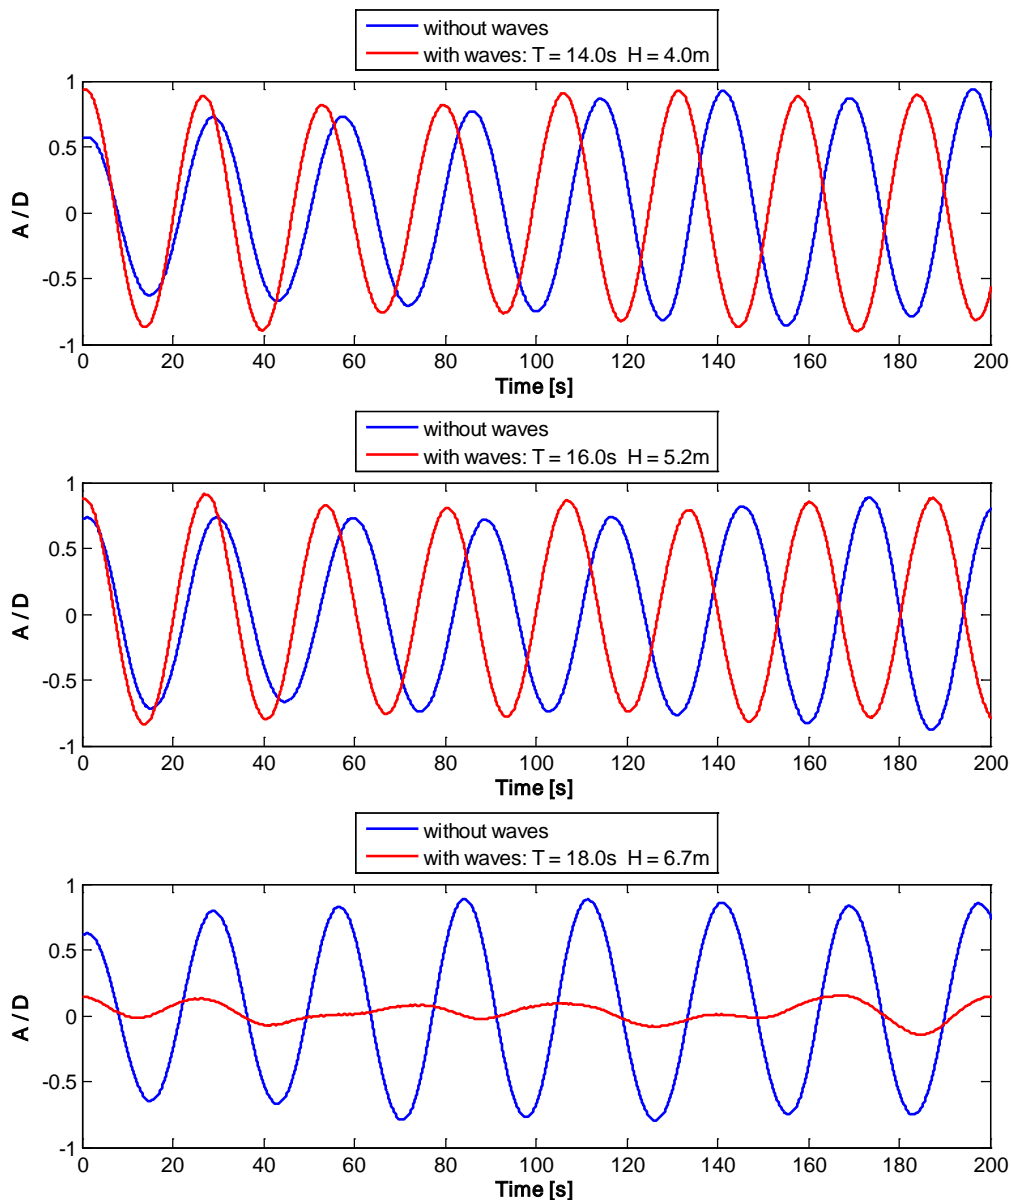 without waves
with waves: T = 14.0s H = 4.0m
1
0.5
0
-0.5
-1
A / D
0 20 40 60 80 100 120 140 160 180 200
Time [s]
without waves
with waves: T = 16.0s H = 5.2m
1
0.5
0
-0.5
-1
A / D
0 20 40 60 80 100 120 140 160 180 200
Time [s]
without waves
with waves: T = 18.0s H = 6.7m
1
0.5
0
-0.5
-1
A / D
0 20 40 60 80 100 120 140 160 180 200
Time [s]